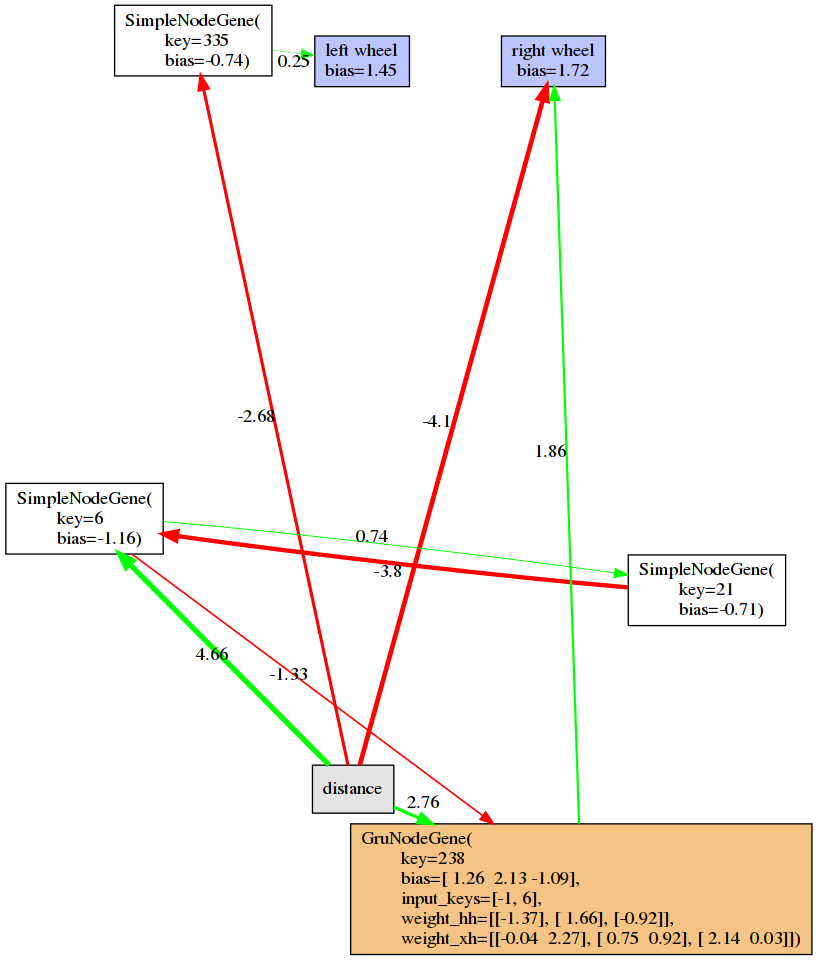 SimpleNodeGene(
key=335
bias=-0.74)
0.25
left wheel
bias=1.45
right wheel
bias=1.72
-2.68
-4.1
1.86
SimpleNodeGene(
key=6
bias=-1.16)
0.74
-3.8
SimpleNodeGene(
key=21
bias=-0.71)
4.66
-1.33
distance
2.76
GruNodeGene(
key=238
bias=[ 1.26 2.13 -1.09],
input_keys=[-1, 6],
weight_hh=[[-1.37], [ 1.66], [-0.92]],
weight_xh=[[-0.04 2.27], [ 0.75 0.92], [ 2.14 0.03]])